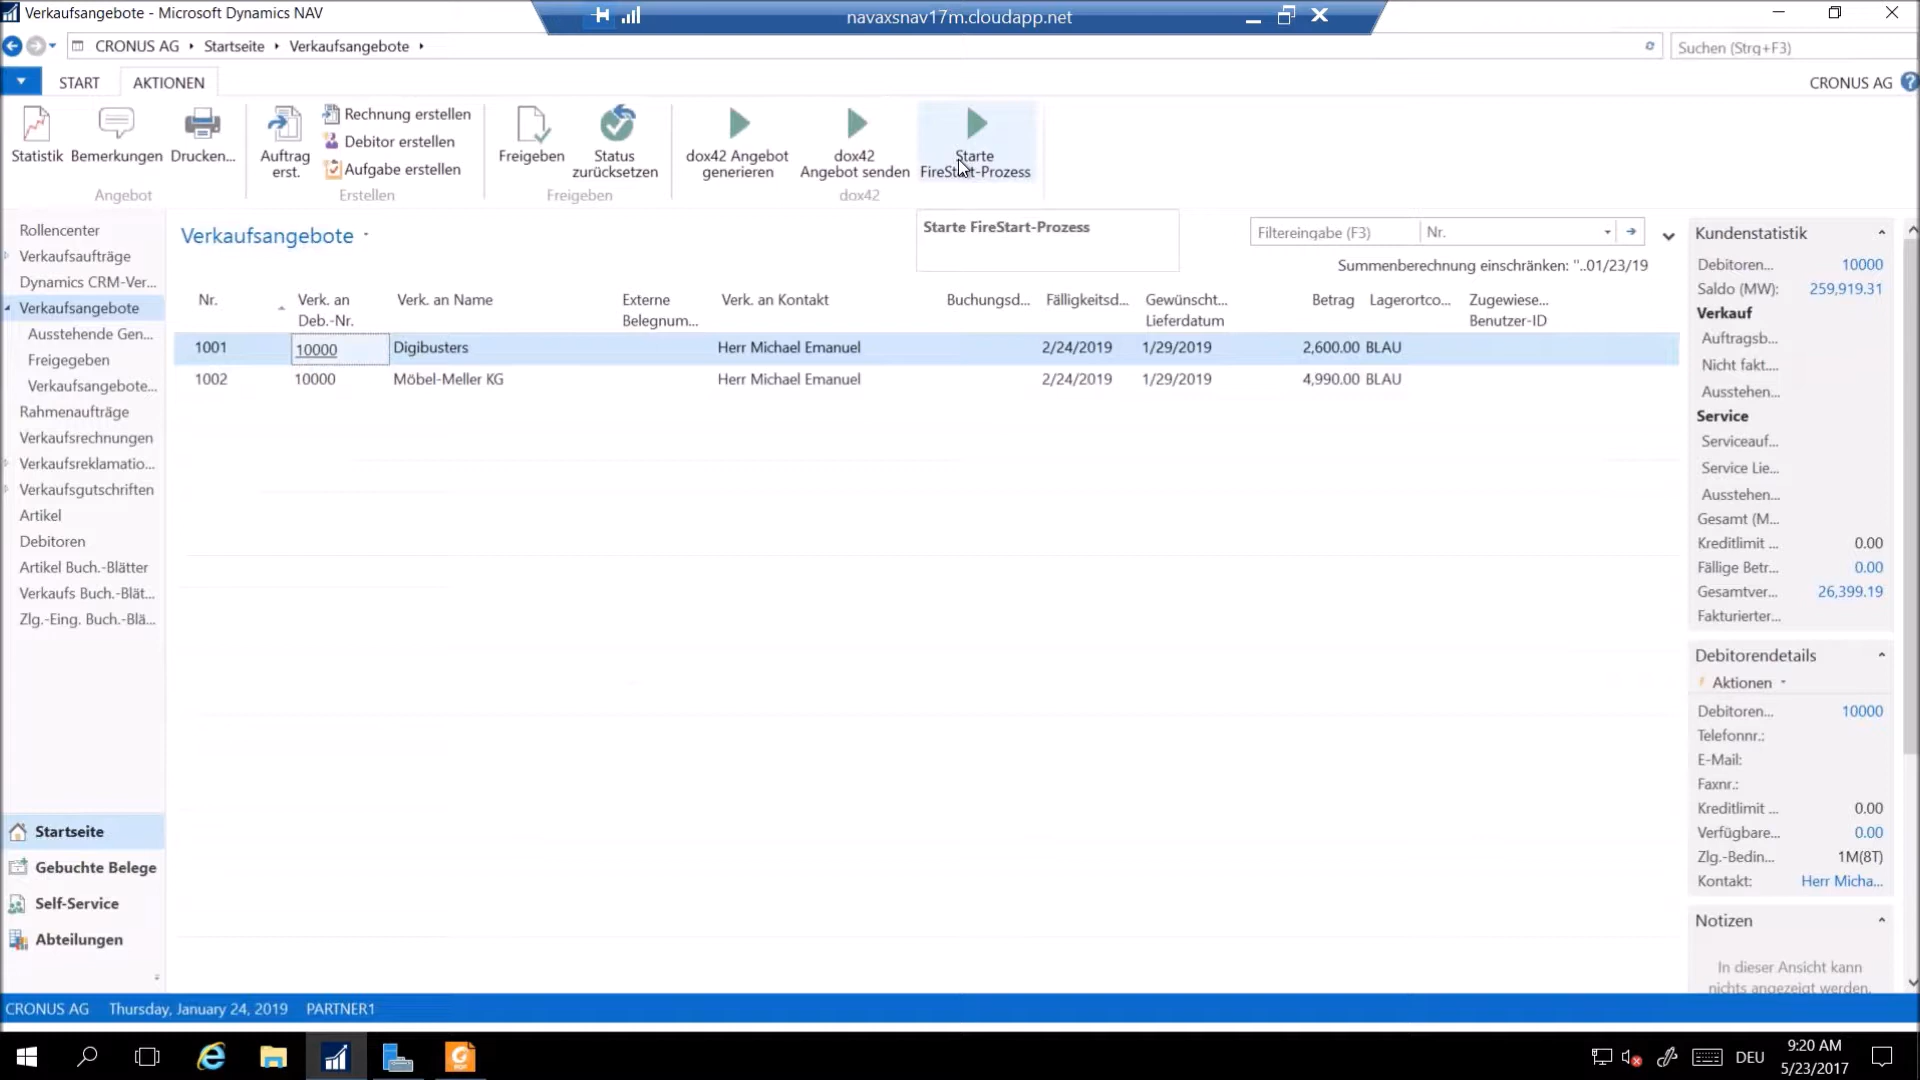 Verkaufsangebote - Microsoft Dynamics NAV
navaxsnav17m.cloudapp.net
CRONUS AG
Startseite
Verkaufsangebote
Suchen (Strg+F3)
START
AKTIONEN
CRONUS AG
Statistik
Bemerkungen
Drucken...
Angebot
Auftrag
erst.
Rechnung erstellen
Debitor erstellen
Aufgabe erstellen
Erstellen
Freigeben
Status
zurücksetzen
Freigeben
dox42 Angebot
generieren
dox42
Angebot senden
Starte
FireStart-Prozess
dox42
Starte FireStart-Prozess
Rollencenter
Verkaufsaufträge
Dynamics CRM-Ver...
Verkaufsangebote
Ausstehende Gen...
Freigegeben
Verkaufsangebote...
Rahmenaufträge
Verkaufsrechnungen
Verkaufsreklamatio...
Verkaufsgutschriften
Artikel
Debitoren
Artikel Buch.-Blätter
Verkaufs Buch.-Blät...
Zlg.-Eing. Buch.-Blä...
Startseite
Gebuchte Belege
Self-Service
Abteilungen
Verkaufsangebote
Filtereingabe (F3)
Nr.
Summenberechnung einschränken: ''..01/23/19
Nr.
Verk. an
Deb.-Nr.
Verk. an Name
Externe
Belegnum...
Verk. an Kontakt
Buchungsd...
Fälligkeitsd...
Gewünscht...
Lieferdatum
Betrag
Lagerortco...
Zugewiese...
Benutzer-ID
1001 10000 Digibusters Herr Michael Emanuel 2/24/2019 1/29/2019 2,600.00 BLAU
1002 10000 Möbel-Meller KG Herr Michael Emanuel 2/24/2019 1/29/2019 4,990.00 BLAU
Kundenstatistik
Debitoren... 10000
Saldo (MW): 259,919.31
Verkauf
Auftragsb...
Nicht fakt....
Ausstehen...
Service
Serviceauf...
Service Lie...
Ausstehen...
Gesamt (M...
Kreditlimit ... 0.00
Fällige Betr... 0.00
Gesamtver... 26,399.19
Fakturierter...
Debitorendetails
Aktionen
Debitoren... 10000
Telefonnr.:
E-Mail:
Faxnr.:
Kreditlimit ... 0.00
Verfügbare... 0.00
Zlg.-Bedin... 1M(8T)
Kontakt: Herr Micha...
Notizen
In dieser Ansicht kann
nichts angezeigt werden.
CRONUS AG
Thursday, January 24, 2019
PARTNER1
DEU
9:20 AM
5/23/2017